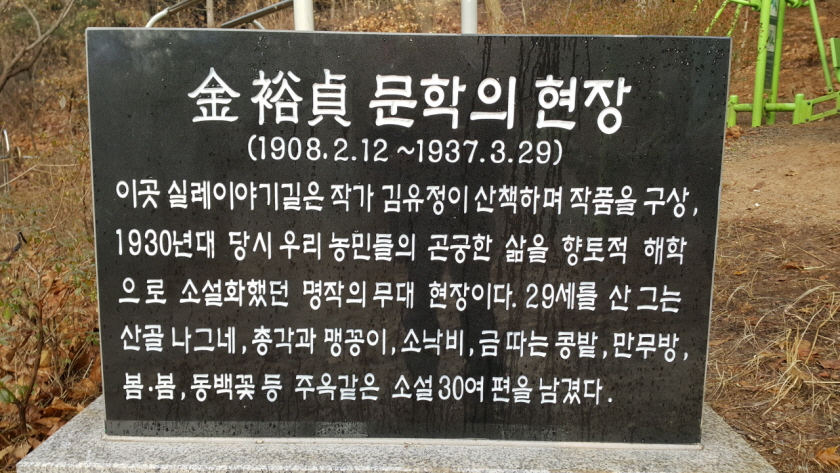 金裕貞 문학의 현장
(1908.2.12~1937.3.29)
이곳 실레이야기길은 작가 김유정이 산책하며 작품을 구상,
1930년대 당시 우리 농민들의 곤궁한 삶을 향토적 해학
으로 소설화했던 명작의 무대 현장이다. 29세를 산 그는
산골 나그네, 총각과 맹꽁이, 소낙비, 금 따는 콩밭, 만무방,
봄·봄, 동백꽃 등 주옥같은 소설 30여 편을 남겼다.